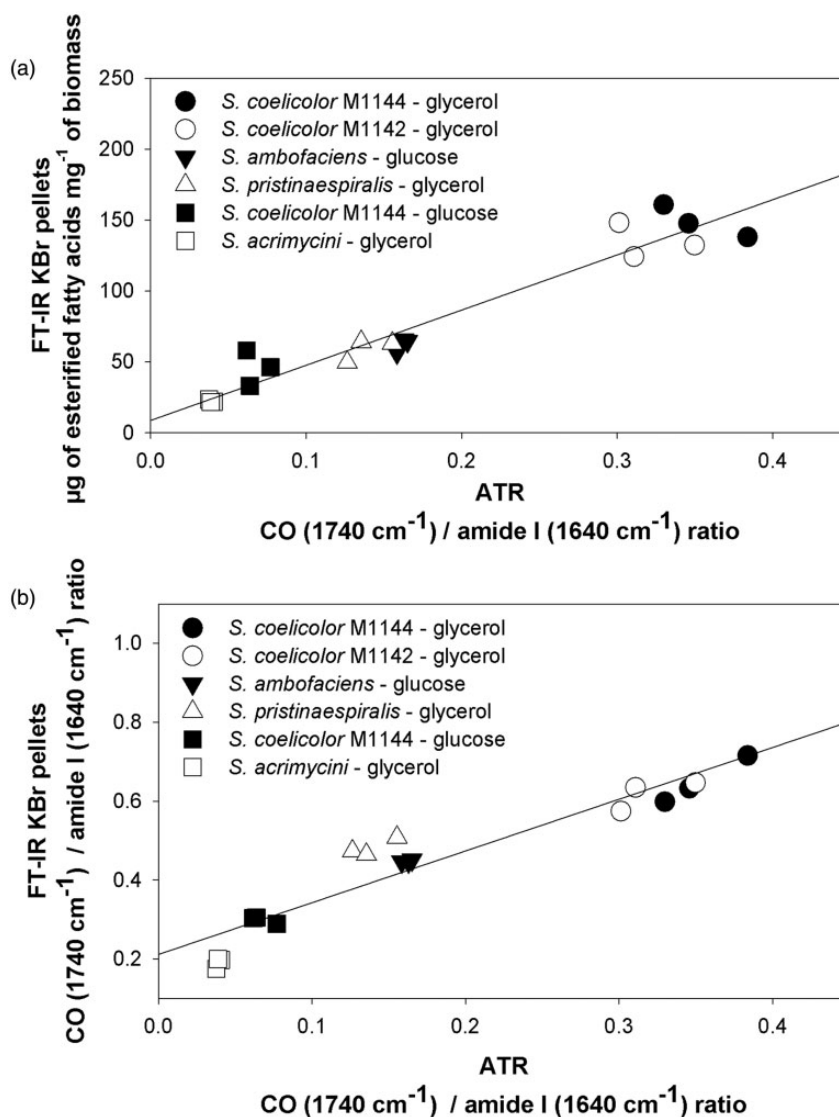 (a)
FT-IR KBr pellets
µg of esterified fatty acids mg⁻¹ of biomass
250
200
150
100
50
0
S. coelicolor M1144 - glycerol
S. coelicolor M1142 - glycerol
S. ambofaciens - glucose
S. pristinaespiralis - glycerol
S. coelicolor M1144 - glucose
S. acrimycini - glycerol
0.0 0.1 0.2 0.3 0.4
ATR
CO (1740 cm⁻¹) / amide I (1640 cm⁻¹) ratio
(b)
FT-IR KBr pellets
CO (1740 cm⁻¹) / amide I (1640 cm⁻¹) ratio
1.0
0.8
0.6
0.4
0.2
S. coelicolor M1144 - glycerol
S. coelicolor M1142 - glycerol
S. ambofaciens - glucose
S. pristinaespiralis - glycerol
S. coelicolor M1144 - glucose
S. acrimycini - glycerol
0.0 0.1 0.2 0.3 0.4
ATR
CO (1740 cm⁻¹) / amide I (1640 cm⁻¹) ratio